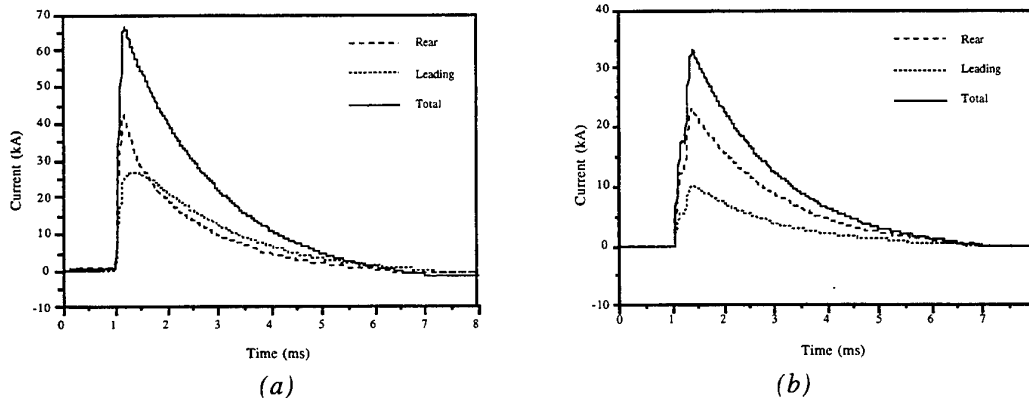 70
60
50
40
30
20
10
0
-10
Current (kA)
0 1 2 3 4 5 6 7 8
Time (ms)
Rear
Leading
Total
(a)
40
30
20
10
0
-10
Current (kA)
0 1 2 3 4 5 6 7
Time (ms)
Rear
Leading
Total
(b)